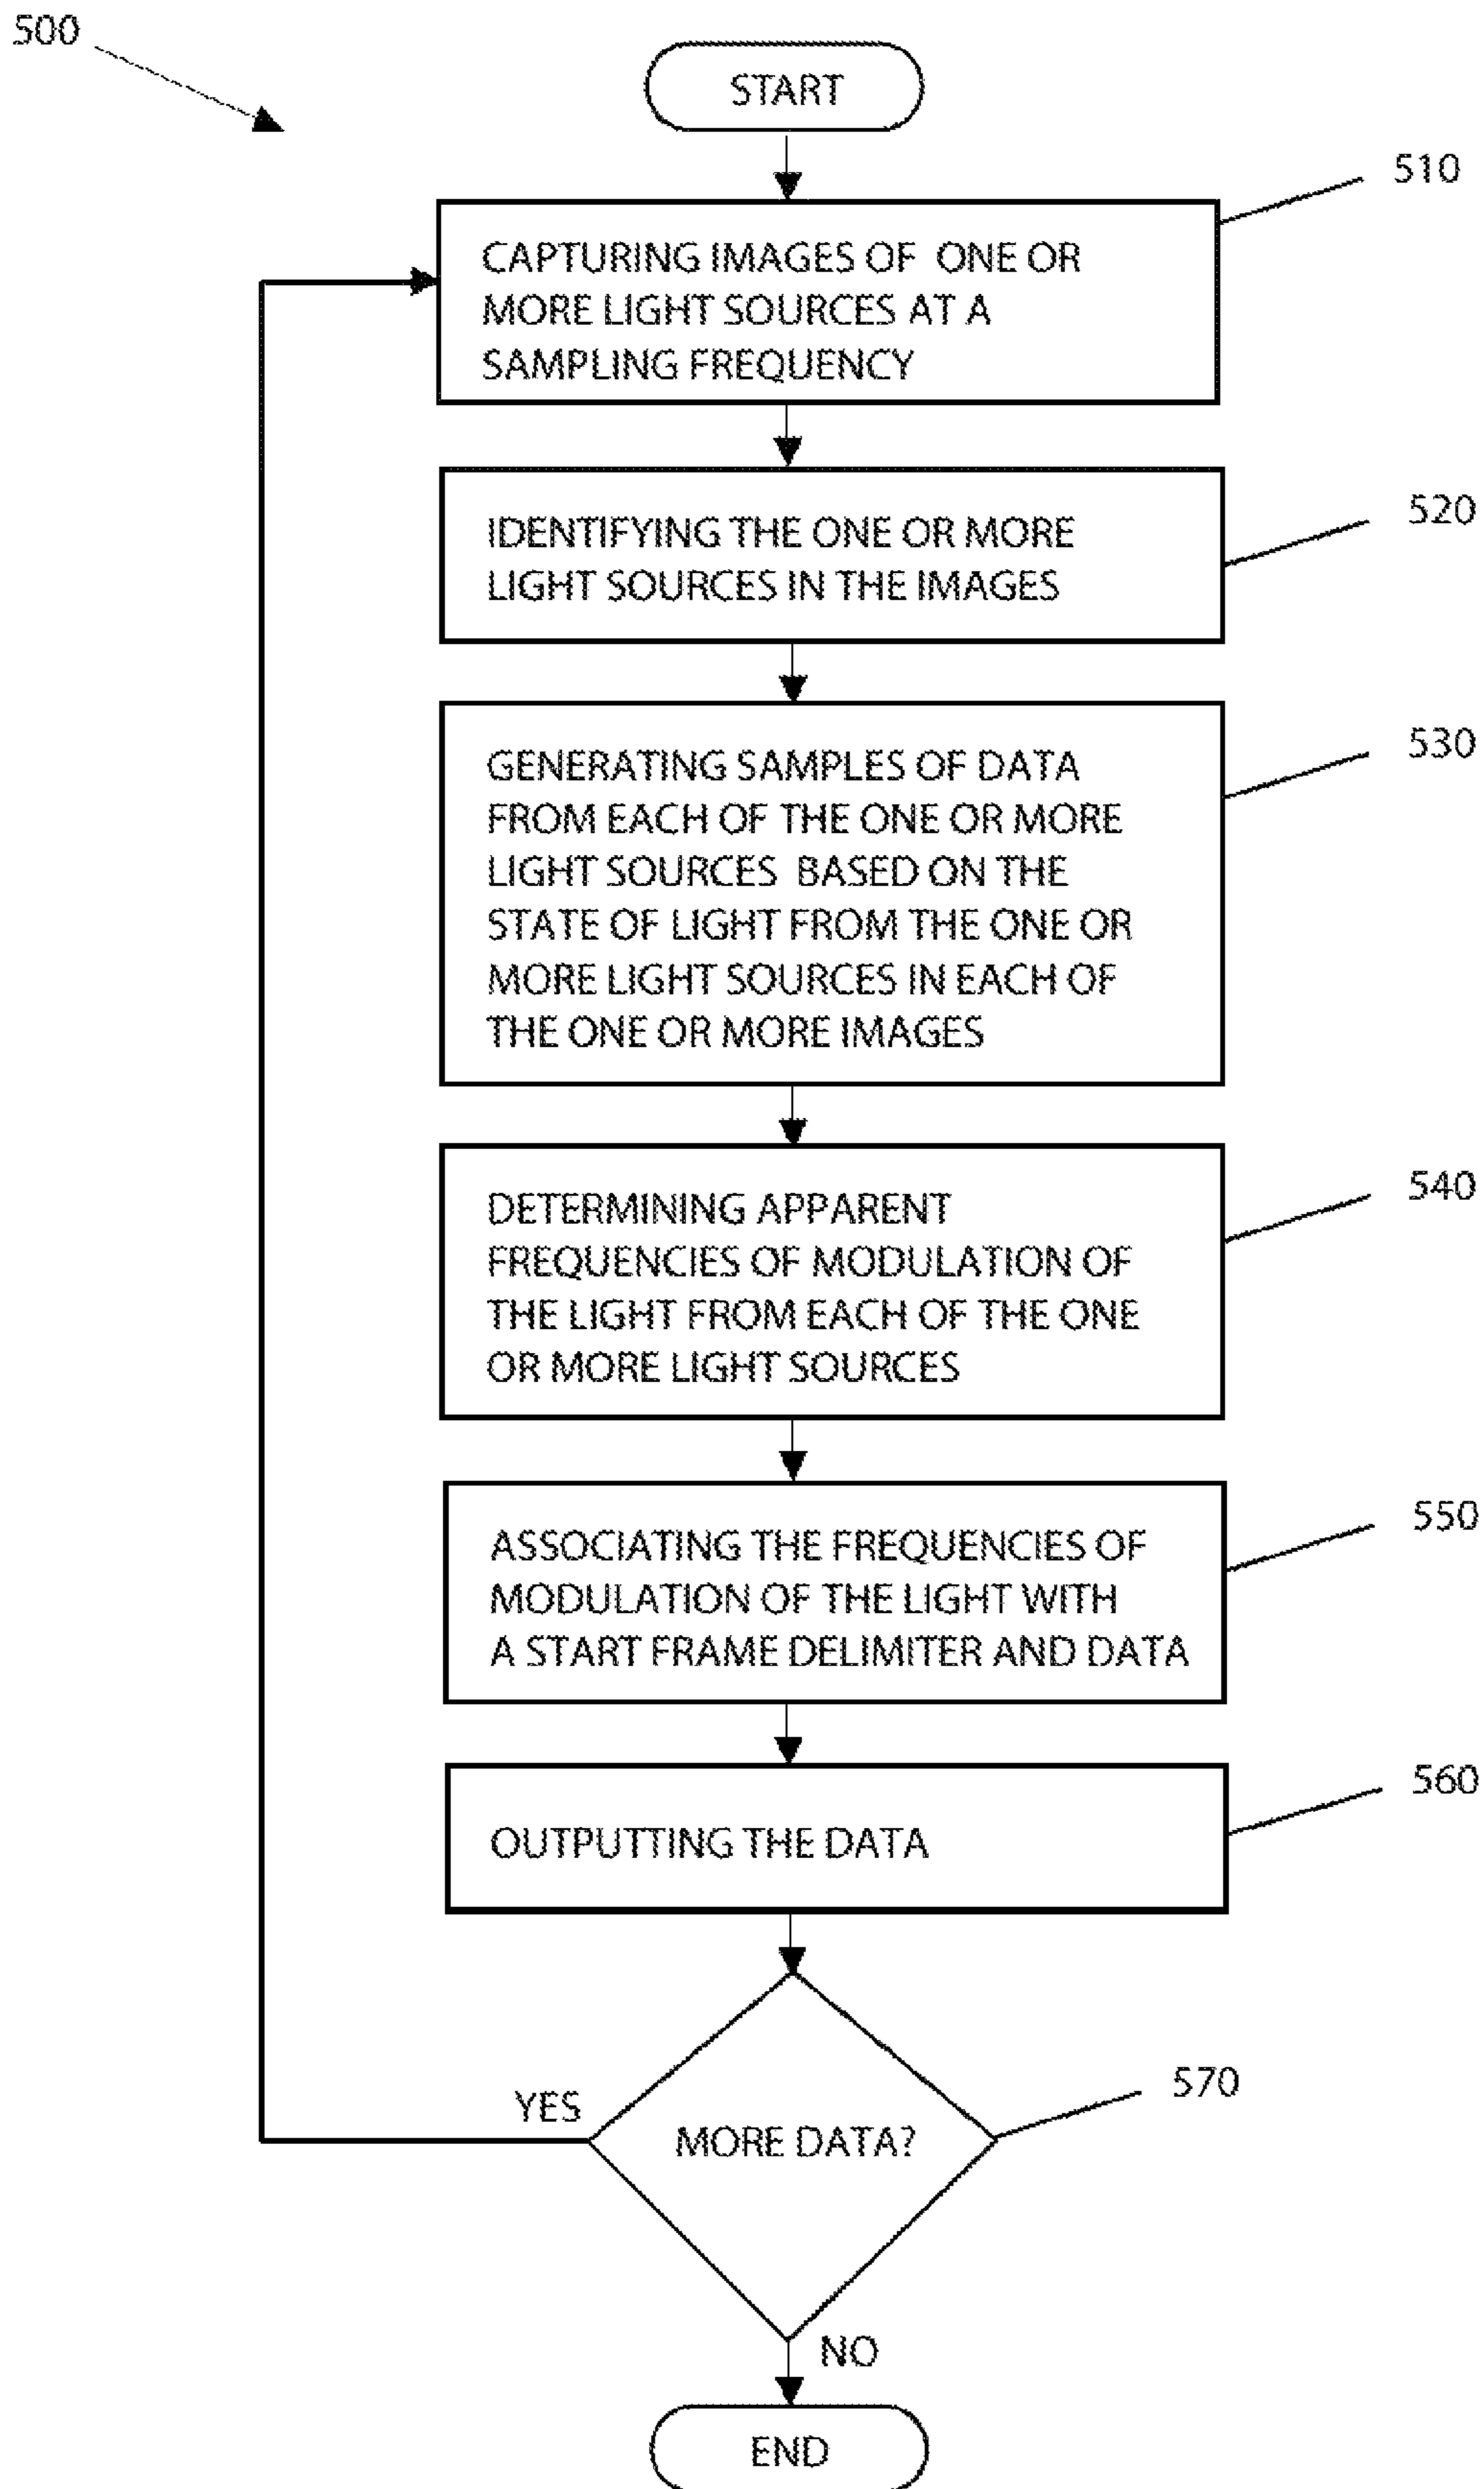 500
START
510
CAPTURING IMAGES OF ONE OR
MORE LIGHT SOURCES AT A
SAMPLING FREQUENCY
520
IDENTIFYING THE ONE OR MORE
LIGHT SOURCES IN THE IMAGES
530
GENERATING SAMPLES OF DATA
FROM EACH OF THE ONE OR MORE
LIGHT SOURCES BASED ON THE
STATE OF LIGHT FROM THE ONE OR
MORE LIGHT SOURCES IN EACH OF
THE ONE OR MORE IMAGES
540
DETERMINING APPARENT
FREQUENCIES OF MODULATION OF
THE LIGHT FROM EACH OF THE ONE
OR MORE LIGHT SOURCES
550
ASSOCIATING THE FREQUENCIES OF
MODULATION OF THE LIGHT WITH
A START FRAME DELIMITER AND DATA
560
OUTPUTTING THE DATA
570
YES
MORE DATA?
NO
END